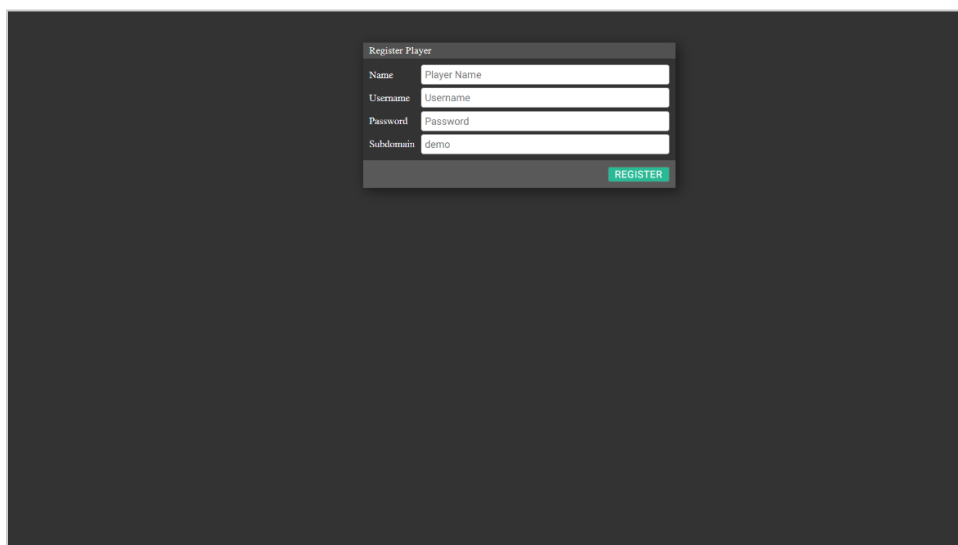 Register Player
Name Player Name
Username Username
Password Password
Subdomain demo
REGISTER